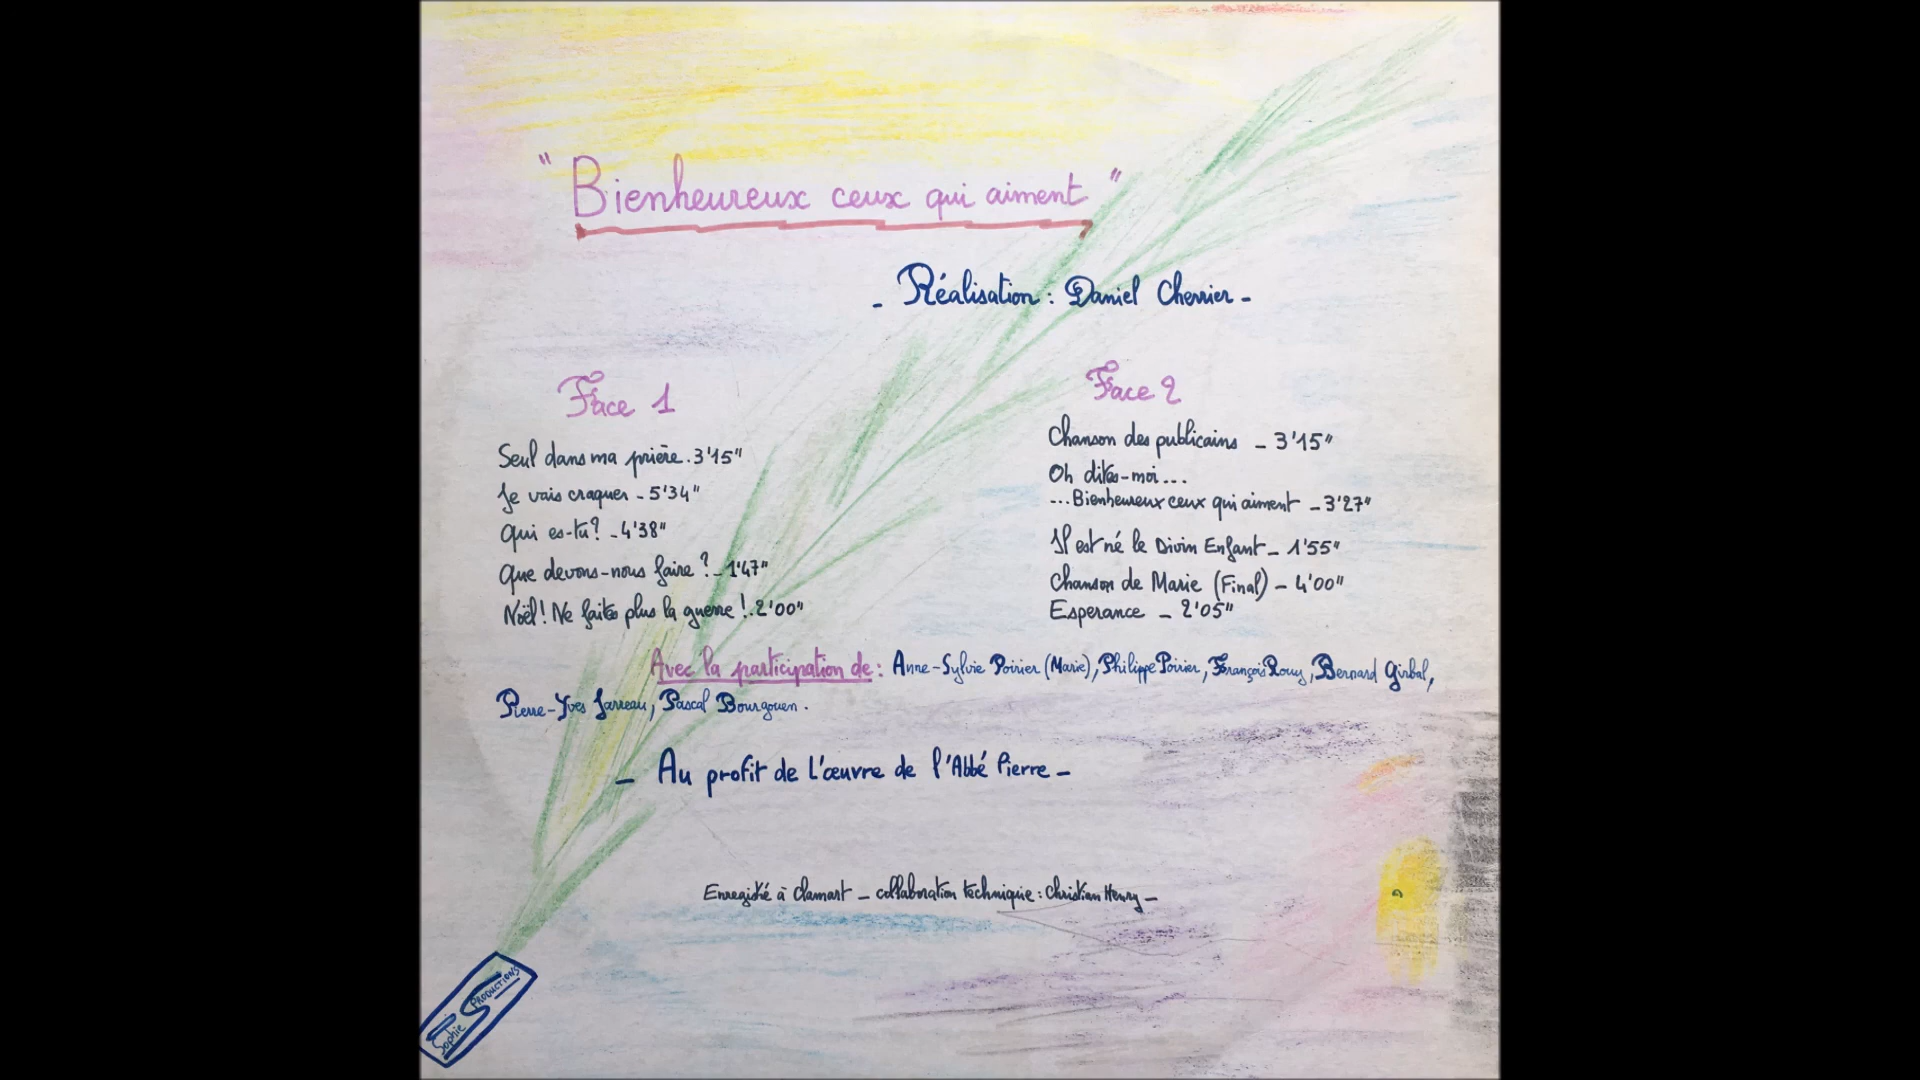 " Bienheureux ceux qui aiment "
- Réalisation : Daniel Cherrier -
Face 1
Seul dans ma prière . 3'15"
Je vais craquer - 5'34"
Qui es-tu ? - 4'38"
Que devons-nous faire ? - 1'47"
Noël ! Ne faites plus la guerre ! . 2'00"
Face 2
Chanson des publicains - 3'15"
Oh dites-moi...
...Bienheureux ceux qui aiment - 3'27"
Il est né le Divin Enfant - 1'55"
Chanson de Marie (Final) - 4'00"
Esperance - 2'05"
Avec la participation de : Anne-Sylvie Poirier (Marie), Philippe Poirier, François Rouy, Bernard Girbal,
Pierre-Yves Jarreau, Pascal Bourgouen .
- Au profit de L'œuvre de l'Abbé Pierre -
Enregistré à Clamart - collaboration technique : Christian Henry -
Sophie PRODUCTIONS